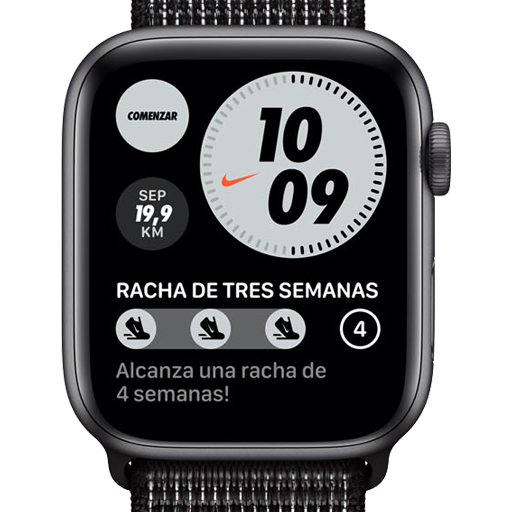 COMENZAR
10
09
SEP
19,9
KM
RACHA DE TRES SEMANAS
4
Alcanza una racha de
4 semanas!